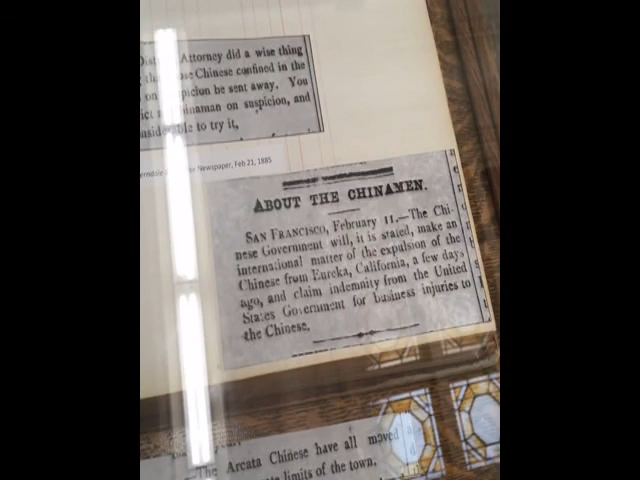 Attorney did a wise thing
Chinese confined in the
on be sent away. You
on suspicion, and
to try it,
Newspaper, Feb 21, 1885
ABOUT THE CHINAMEN.
SAN FRANCISCO, February 11.—The Chi-
nese Government will, it is stated, make an
international matter of the expulsion of the
Chinese from Eureka, California, a few days
ago, and claim indemnity from the United
States Government for business injuries to
the Chinese.
—The Arcata Chinese have all moved
limits of the town.